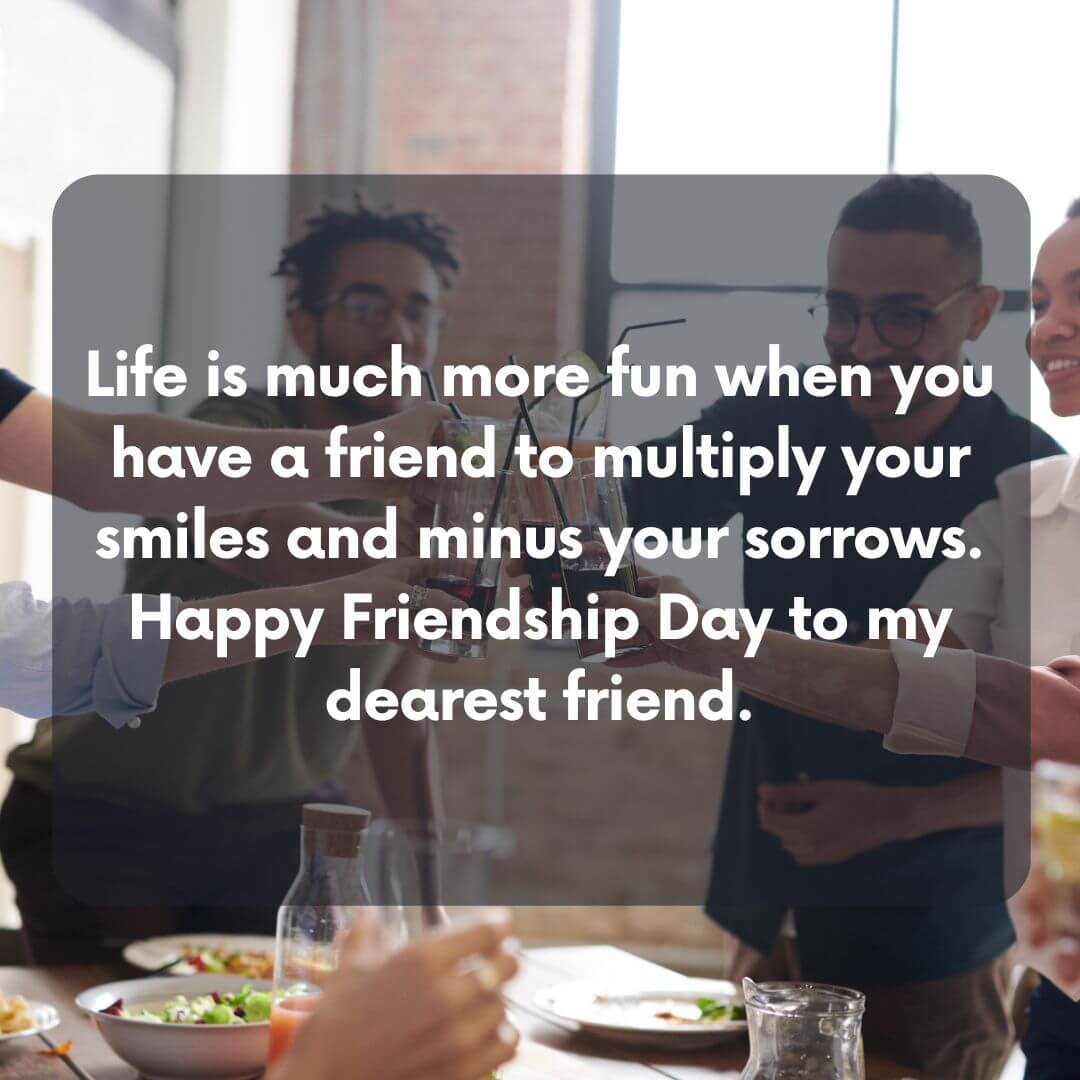 Life is much more fun when you
have a friend to multiply your
smiles and minus your sorrows.
Happy Friendship Day to my
dearest friend.